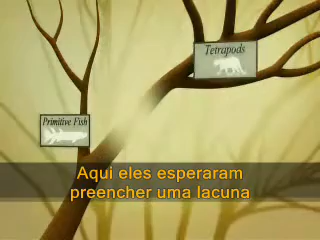 Tetrapods
Primitive Fish
Aqui eles esperaram
preencher uma lacuna